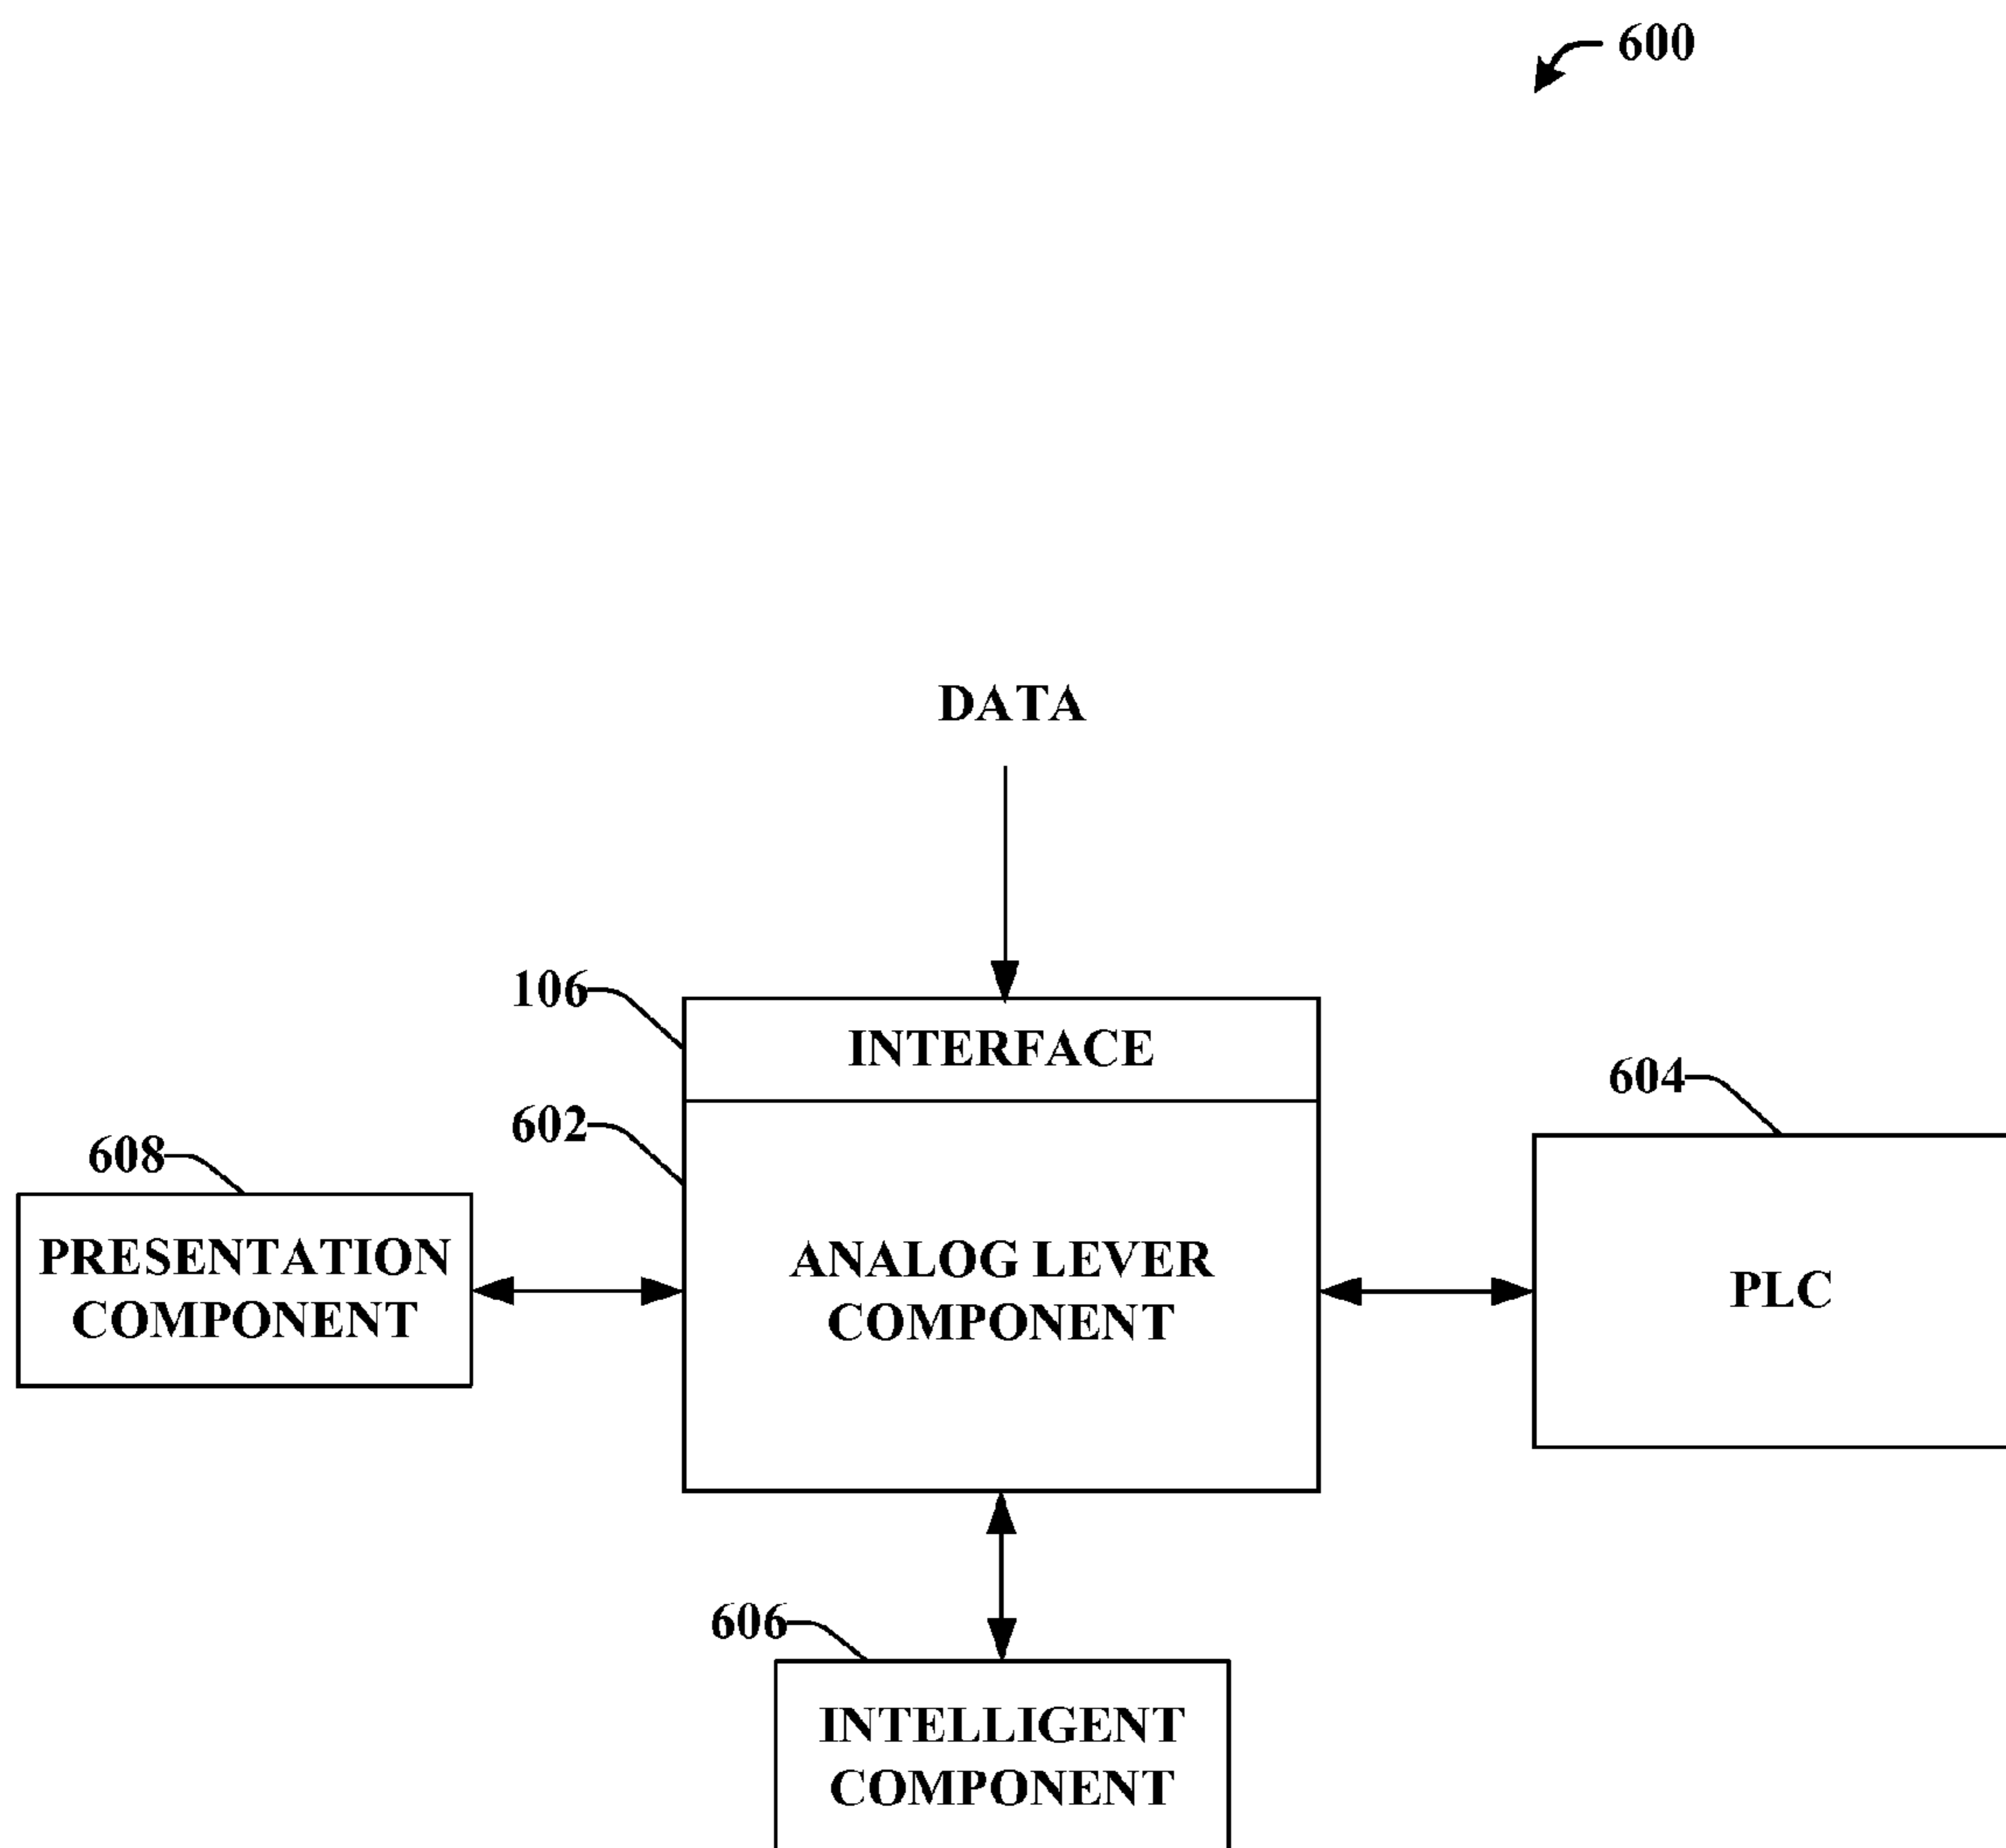 600
DATA
106
INTERFACE
604
602
608
PRESENTATION
COMPONENT
ANALOG LEVER
COMPONENT
PLC
606
INTELLIGENT
COMPONENT